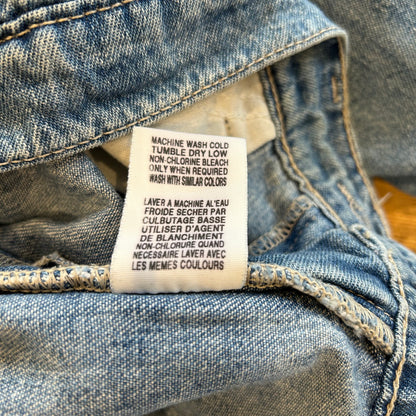 MACHINE WASH COLD
TUMBLE DRY LOW
NON-CHLORINE BLEACH
ONLY WHEN REQUIRED
WASH WITH SIMILAR COLORS
LAVER A MACHINE AL'EAU
FROIDE SECHER PAR
CULBUTAGE BASSE
UTILISER D'AGENT
DE BLANCHIMENT
NON-CHLORURE QUAND
NECESSAIRE LAVER AVEC
LES MEMES COULOURS